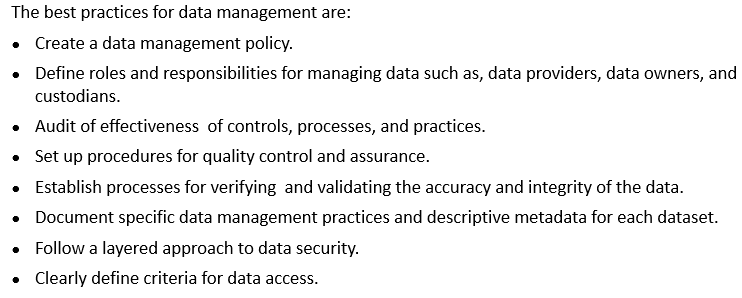 The best practices for data management are:
• Create a data management policy.
• Define roles and responsibilities for managing data such as, data providers, data owners, and
custodians.
• Audit of effectiveness  of controls, processes, and practices.
• Set up procedures for quality control and assurance.
• Establish processes for verifying  and validating the accuracy and integrity of the data.
• Document specific data management practices and descriptive metadata for each dataset.
• Follow a layered approach to data security.
• Clearly define criteria for data access.